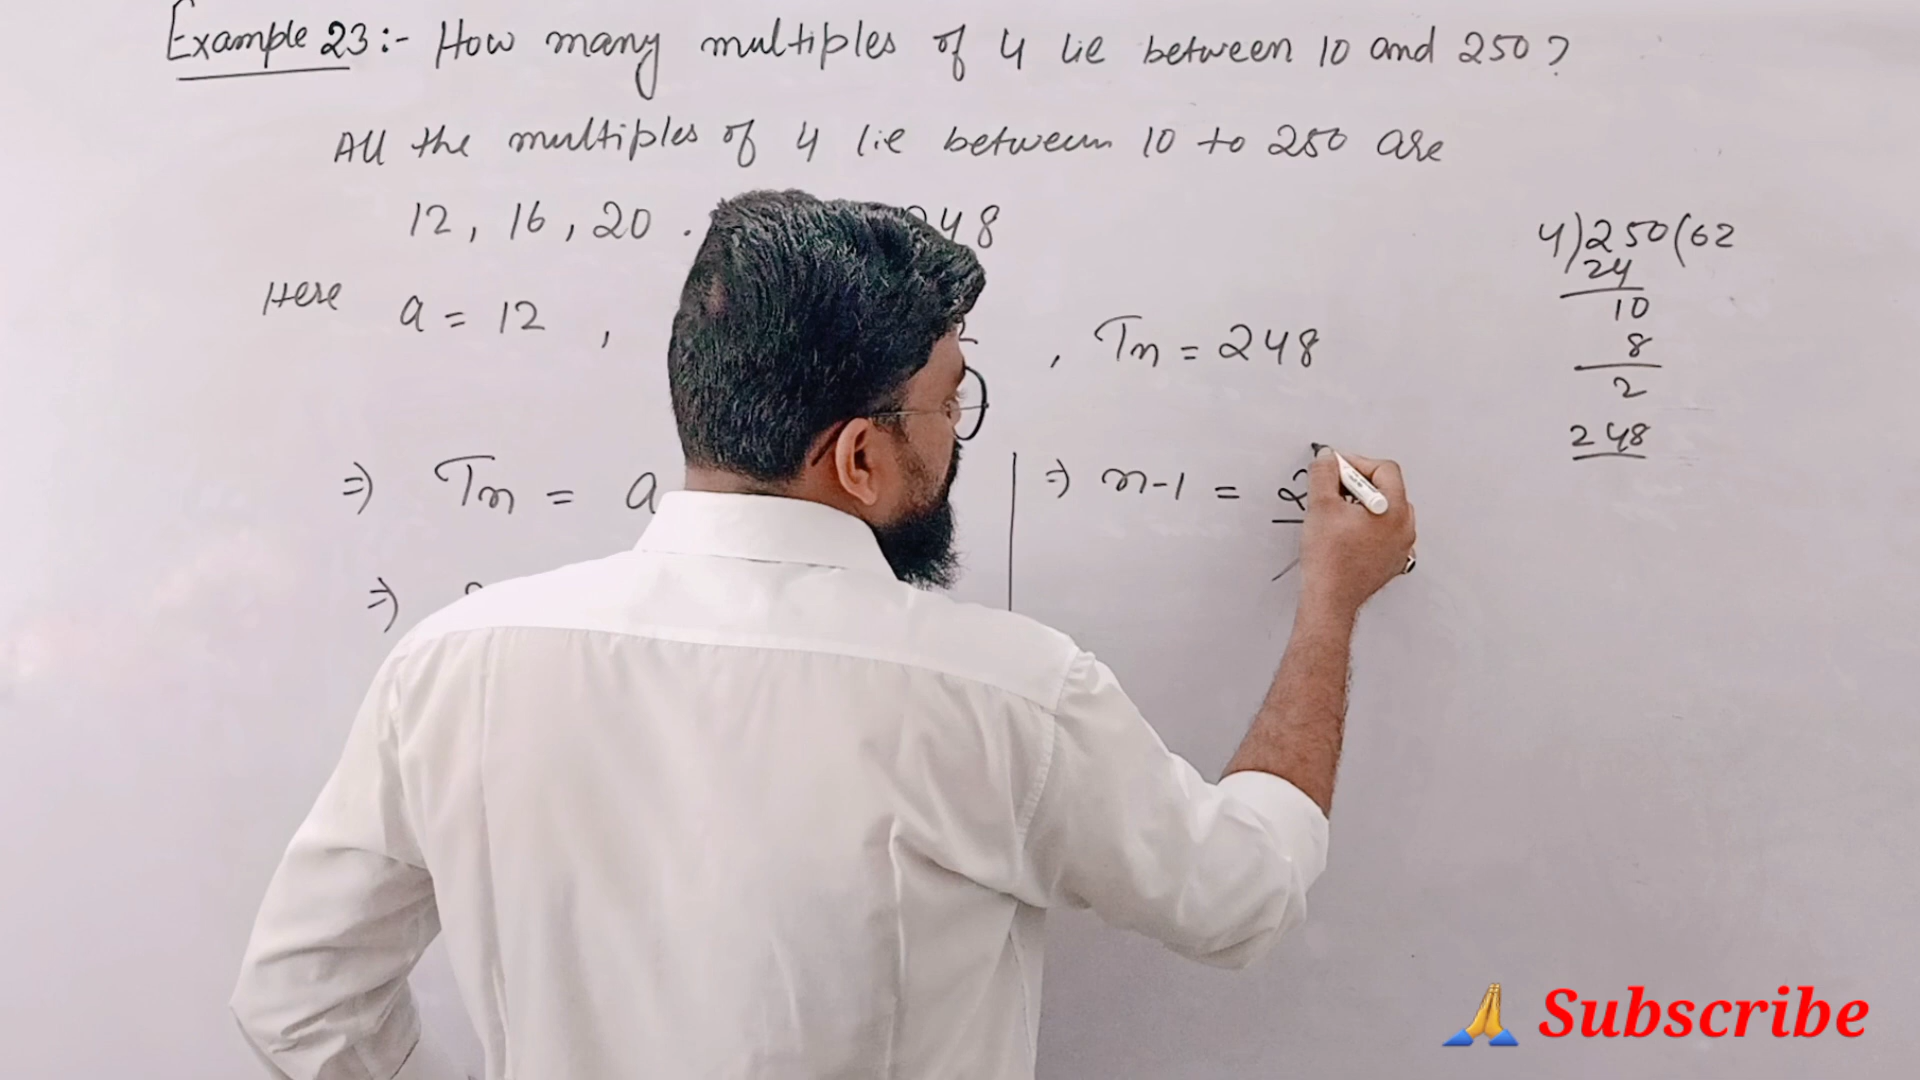 Example 23:- How many multiples of 4 lie between 10 and 250?
All the multiples of 4 lie between 10 to 250 are
12, 16, 20 . 48
Here a = 12 , , Tn = 248
=> Tn = a
=> n-1 = 2
=>
4)250(62
24
10
8
2
248
🙏 Subscribe